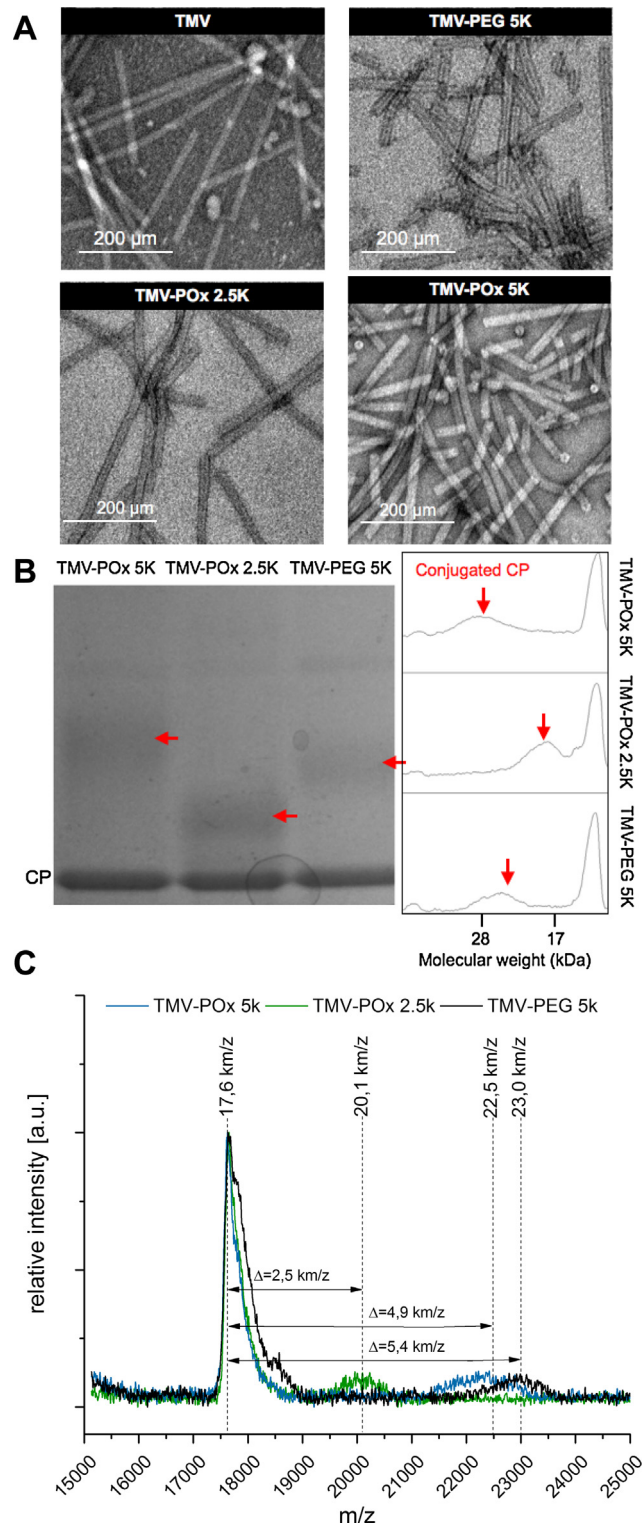 A
TMV
TMV-PEG 5K
200 µm
200 µm
TMV-POx 2.5K
TMV-POx 5K
200 µm
200 µm
B
TMV-POx 5K TMV-POx 2.5K TMV-PEG 5K
CP
Conjugated CP
TMV-POx 5K
TMV-POx 2.5K
TMV-PEG 5K
28 17
Molecular weight (kDa)
C
TMV-POx 5k TMV-POx 2.5k TMV-PEG 5k
17,6 km/z
20,1 km/z
22,5 km/z
23,0 km/z
relative intensity [a.u.]
Δ=2,5 km/z
Δ=4,9 km/z
Δ=5,4 km/z
15000 16000 17000 18000 19000 20000 21000 22000 23000 24000 25000
m/z